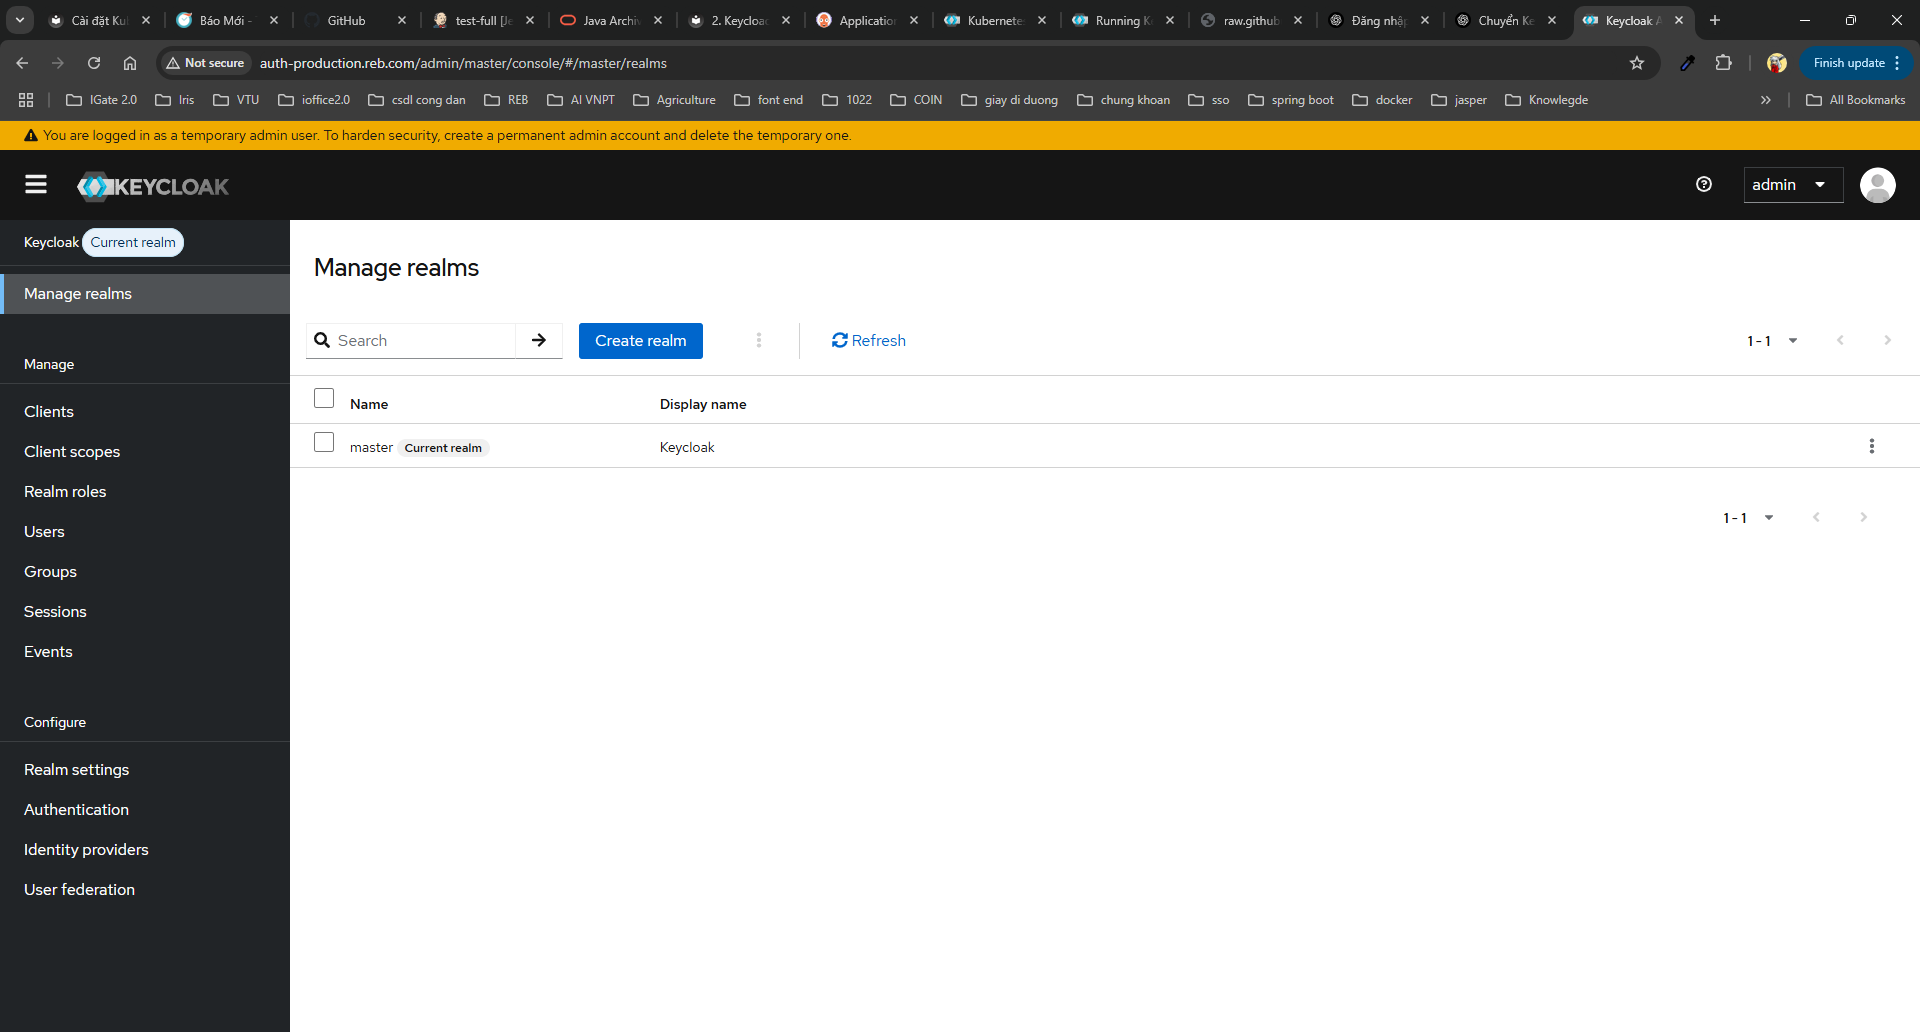 Cài đặt Ku
Báo Mới -
GitHub
test-full [Je
Java Archiv
2. Keycloac
Application
Kubernete
Running K
raw.github
Đăng nhập
Chuyển Ke
Keycloak A
Not secure
auth-production.reb.com/admin/master/console/#/master/realms
Finish update
IGate 2.0
Iris
VTU
ioffice2.0
csdl cong dan
REB
AI VNPT
Agriculture
font end
1022
COIN
giay di duong
chung khoan
sso
spring boot
docker
jasper
Knowlegde
All Bookmarks
You are logged in as a temporary admin user. To harden security, create a permanent admin account and delete the temporary one.
KEYCLOAK
admin
Keycloak Current realm
Manage realms
Manage
Clients
Client scopes
Realm roles
Users
Groups
Sessions
Events
Configure
Realm settings
Authentication
Identity providers
User federation
Manage realms
Search
Create realm
Refresh
1 - 1
Name Display name
master Current realm Keycloak
1 - 1